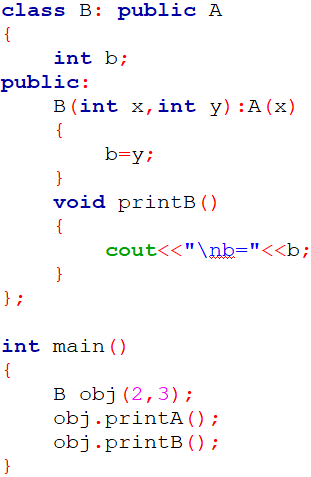 class B: public A
{
    int b;
public:
    B(int x,int y):A(x)
    {
        b=y;
    }
    void printB()
    {
        cout<<"\nb="<<b;
    }
};

int main()
{
    B obj(2,3);
    obj.printA();
    obj.printB();
}